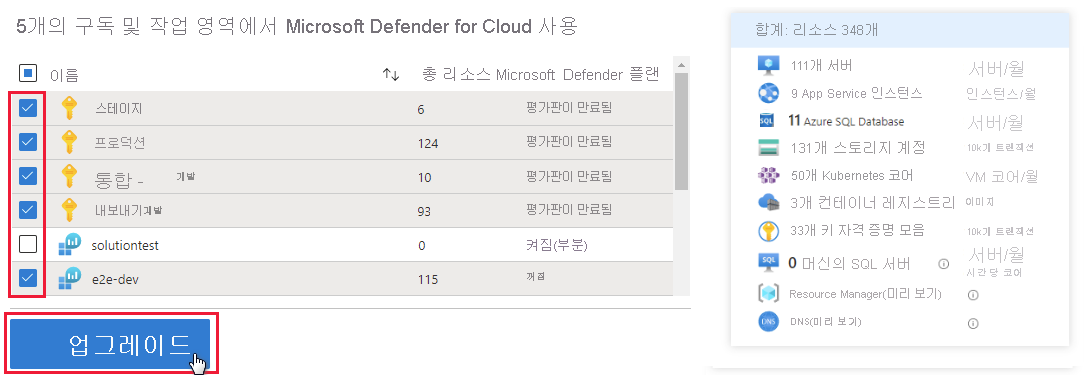 5개의 구독 및 작업 영역에서 Microsoft Defender for Cloud 사용
이름 총 리소스 Microsoft Defender 플랜
스테이지 6 평가판이 만료됨
프로덕션 124 평가판이 만료됨
통합 - 개발 10 평가판이 만료됨
내보내기개발 93 평가판이 만료됨
solutiontest 0 켜짐(부분)
e2e-dev 115 꺼짐
업그레이드
합계: 리소스 348개
111개 서버 서버/월
9 App Service 인스턴스 인스턴스/월
11 Azure SQL Database 서버/월
131개 스토리지 계정 10k개 트랜잭션
50개 Kubernetes 코어 VM 코어/월
3개 컨테이너 레지스트리 이미지
33개 키 자격 증명 모음 10k개 트랜잭션
0 머신의 SQL 서버 서버/월
시간당 코어
Resource Manager(미리 보기)
DNS(미리 보기)